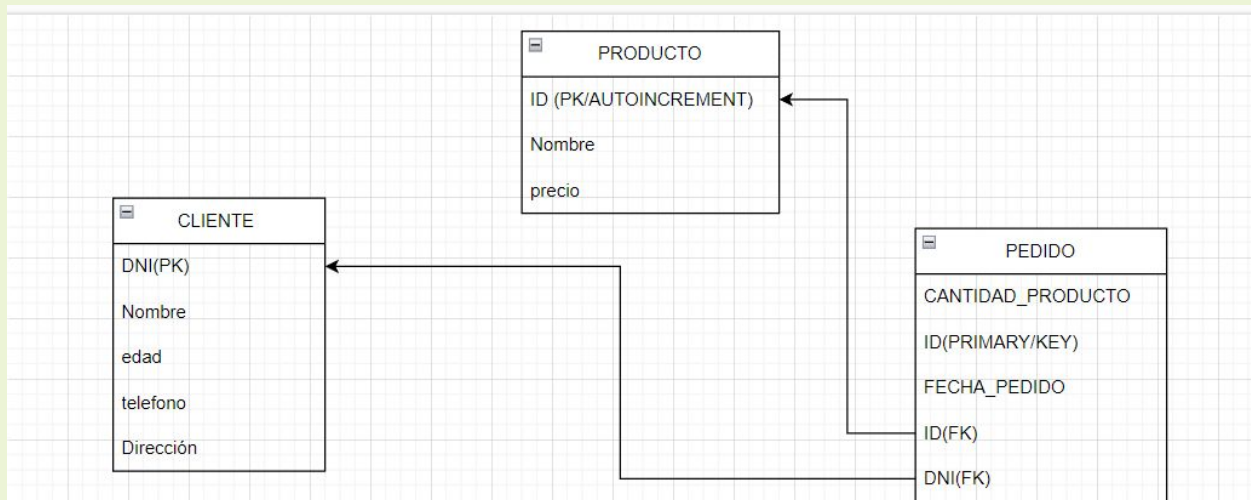 PRODUCTO
ID (PK/AUTOINCREMENT)
Nombre
precio
CLIENTE
DNI(PK)
Nombre
edad
telefono
Dirección
PEDIDO
CANTIDAD_PRODUCTO
ID(PRIMARY/KEY)
FECHA_PEDIDO
ID(FK)
DNI(FK)